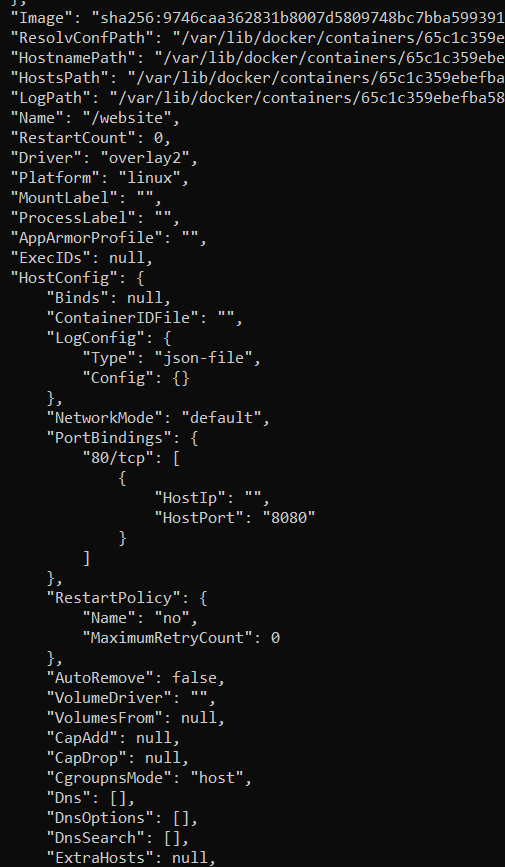 },
"Image": "sha256:9746caa362831b8007d5809748bc7bba599391
"ResolvConfPath": "/var/lib/docker/containers/65c1c359e
"HostnamePath": "/var/lib/docker/containers/65c1c359ebe
"HostsPath": "/var/lib/docker/containers/65c1c359ebefba
"LogPath": "/var/lib/docker/containers/65c1c359ebefba58
"Name": "/website",
"RestartCount": 0,
"Driver": "overlay2",
"Platform": "linux",
"MountLabel": "",
"ProcessLabel": "",
"AppArmorProfile": "",
"ExecIDs": null,
"HostConfig": {
    "Binds": null,
    "ContainerIDFile": "",
    "LogConfig": {
        "Type": "json-file",
        "Config": {}
    },
    "NetworkMode": "default",
    "PortBindings": {
        "80/tcp": [
            {
                "HostIp": "",
                "HostPort": "8080"
            }
        ]
    },
    "RestartPolicy": {
        "Name": "no",
        "MaximumRetryCount": 0
    },
    "AutoRemove": false,
    "VolumeDriver": "",
    "VolumesFrom": null,
    "CapAdd": null,
    "CapDrop": null,
    "CgroupnsMode": "host",
    "Dns": [],
    "DnsOptions": [],
    "DnsSearch": [],
    "ExtraHosts": null,